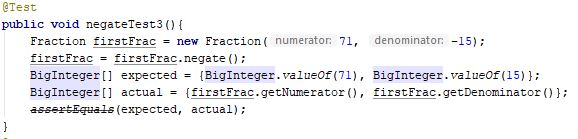 @Test
public void negateTest3(){
Fraction firstFrac = new Fraction( numerator: 71, denominator: -15);
firstFrac = firstFrac.negate();
BigInteger[] expected = {BigInteger.valueOf(71), BigInteger.valueOf(15)};
BigInteger[] actual = {firstFrac.getNumerator(), firstFrac.getDenominator()};
assertEquals(expected, actual);
}